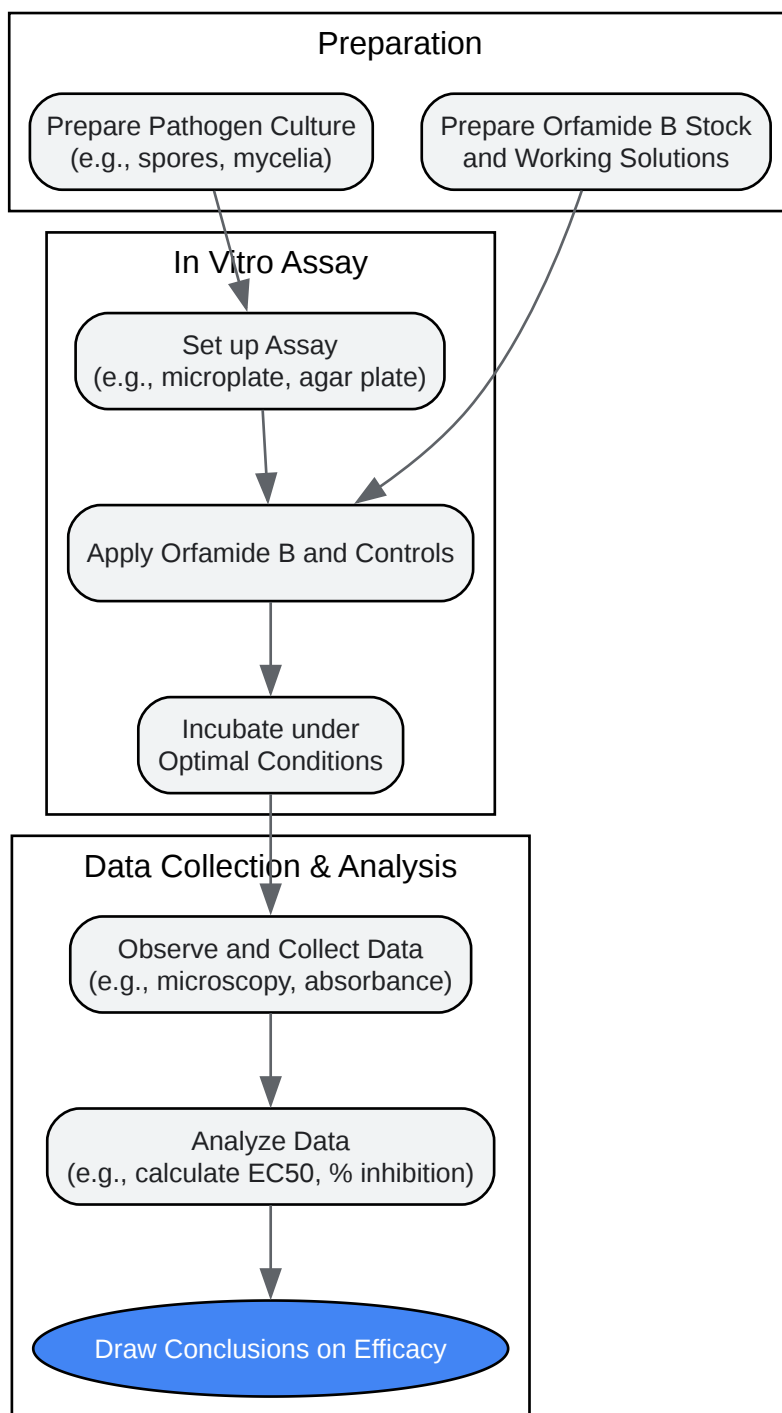 Preparation
Prepare Pathogen Culture
(e.g., spores, mycelia)
Prepare Orfamide B Stock
and Working Solutions
In Vitro Assay
Set up Assay
(e.g., microplate, agar plate)
Apply Orfamide B and Controls
Incubate under
Optimal Conditions
Data Collection & Analysis
Observe and Collect Data
(e.g., microscopy, absorbance)
Analyze Data
(e.g., calculate EC50, % inhibition)
Draw Conclusions on Efficacy